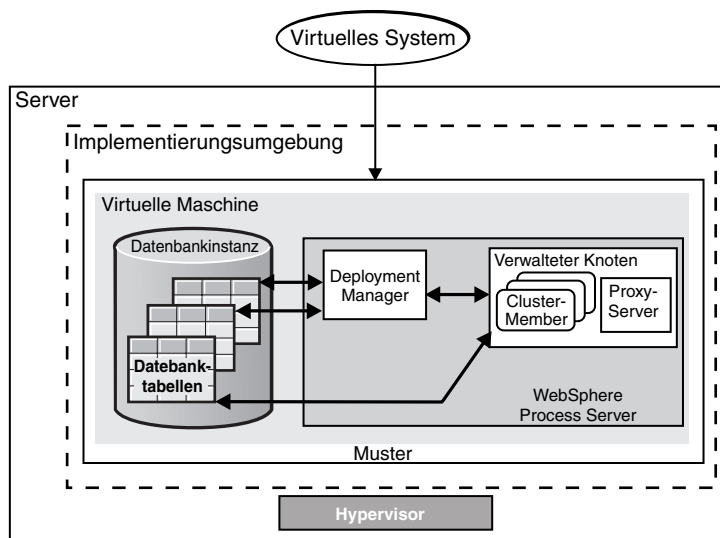 Virtuelles System
Server
Implementierungsumgebung
Virtuelle Maschine
Datenbankinstanz
Datebank-
tabellen
Deployment
Manager
Verwalteter Knoten
Cluster-
Member
Proxy-
Server
WebSphere
Process Server
Muster
Hypervisor